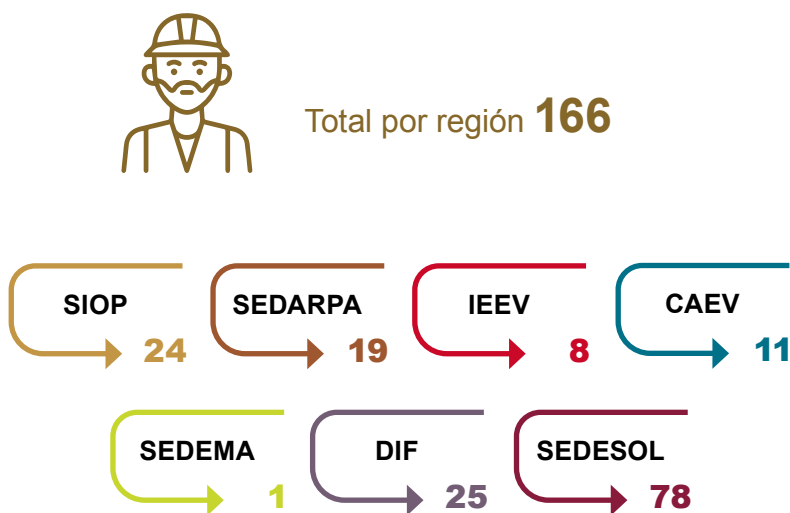 Total por región 166
SIOP
24
SEDARPA
19
IEEV
8
CAEV
11
SEDEMA
1
DIF
25
SEDESOL
78